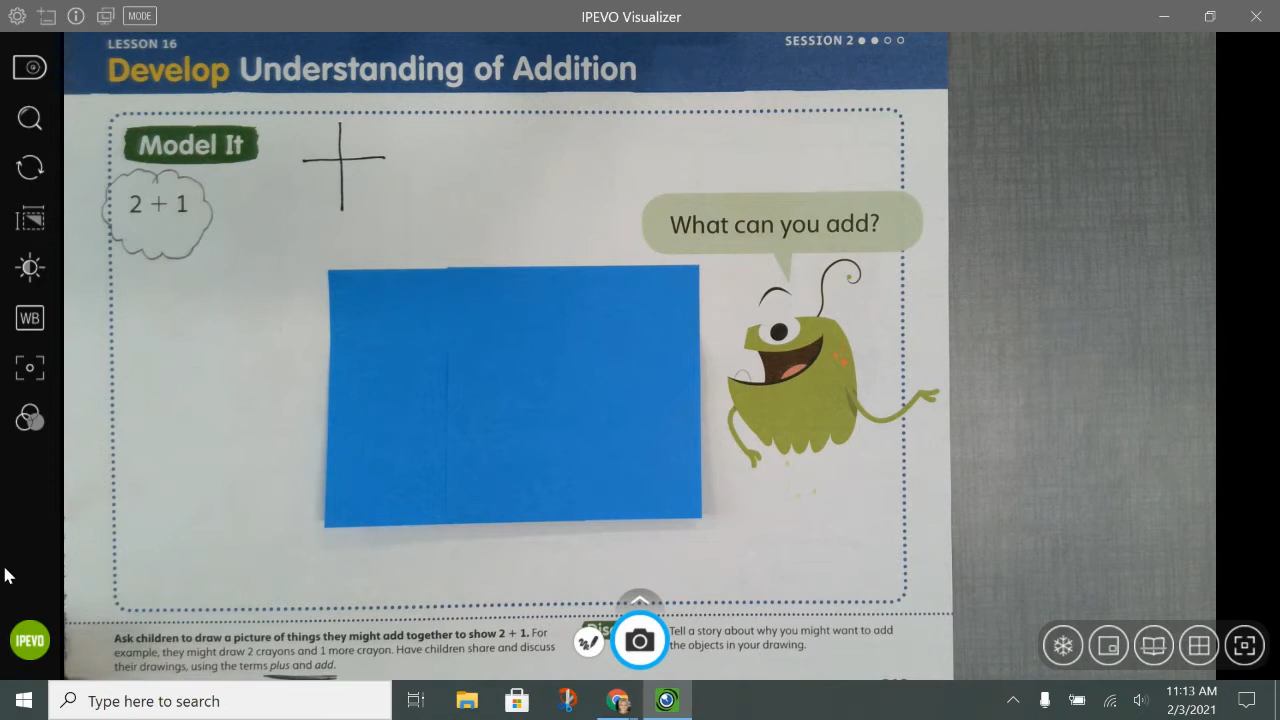 MODE
IPEVO Visualizer
LESSON 16
SESSION 2
Develop Understanding of Addition
Model It
2 + 1
What can you add?
WB
IPEVO
Ask children to draw a picture of things they might add together to show 2 + 1. For
example, they might draw 2 crayons and 1 more crayon. Have children share and discuss
their drawings, using the terms plus and add.
Tell a story about why you might want to add
the objects in your drawing.
Type here to search
11:13 AM
2/3/2021